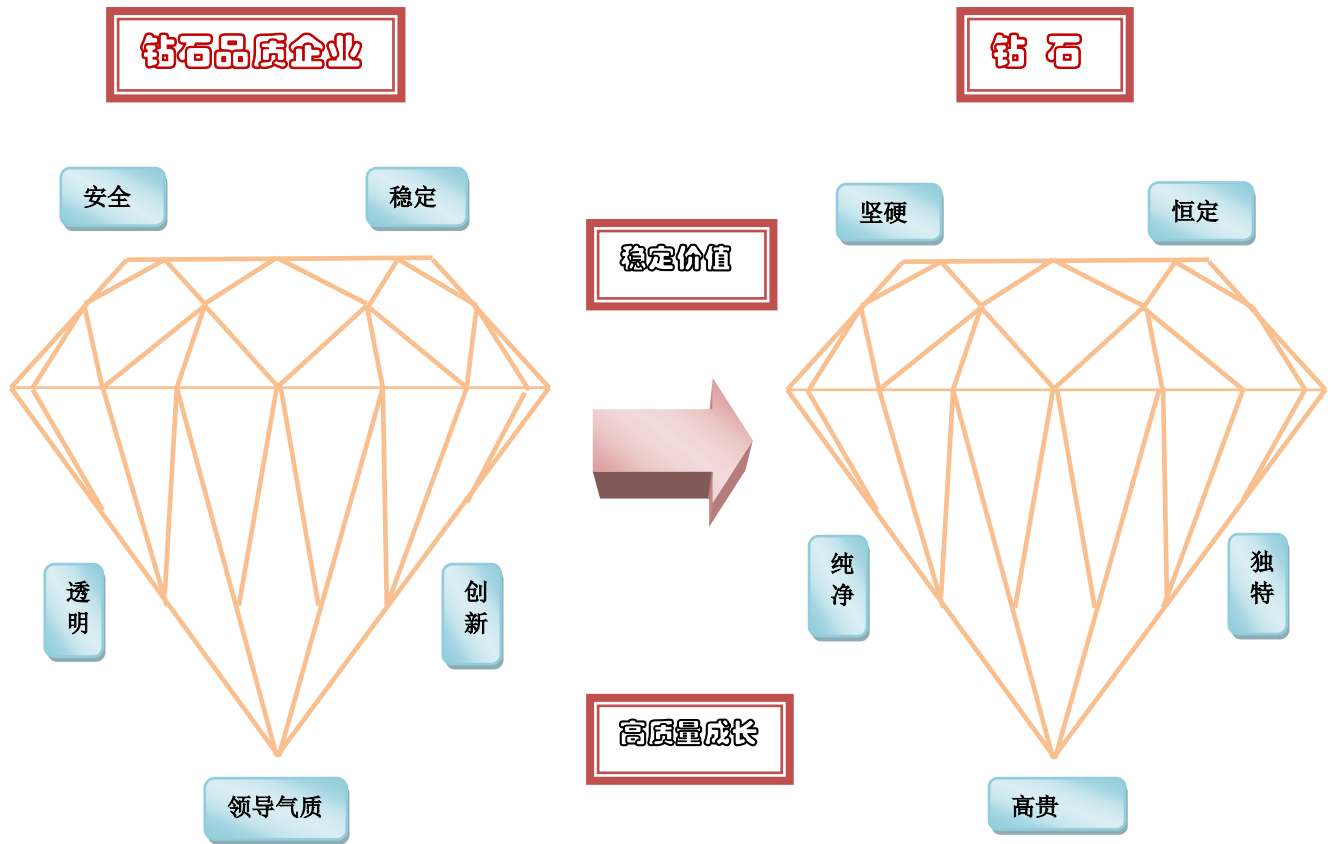 钻石品质企业
钻 石
安全
稳定
坚硬
恒定
稳定价值
透
明
创
新
纯
净
独
特
高质量成长
领导气质
高贵